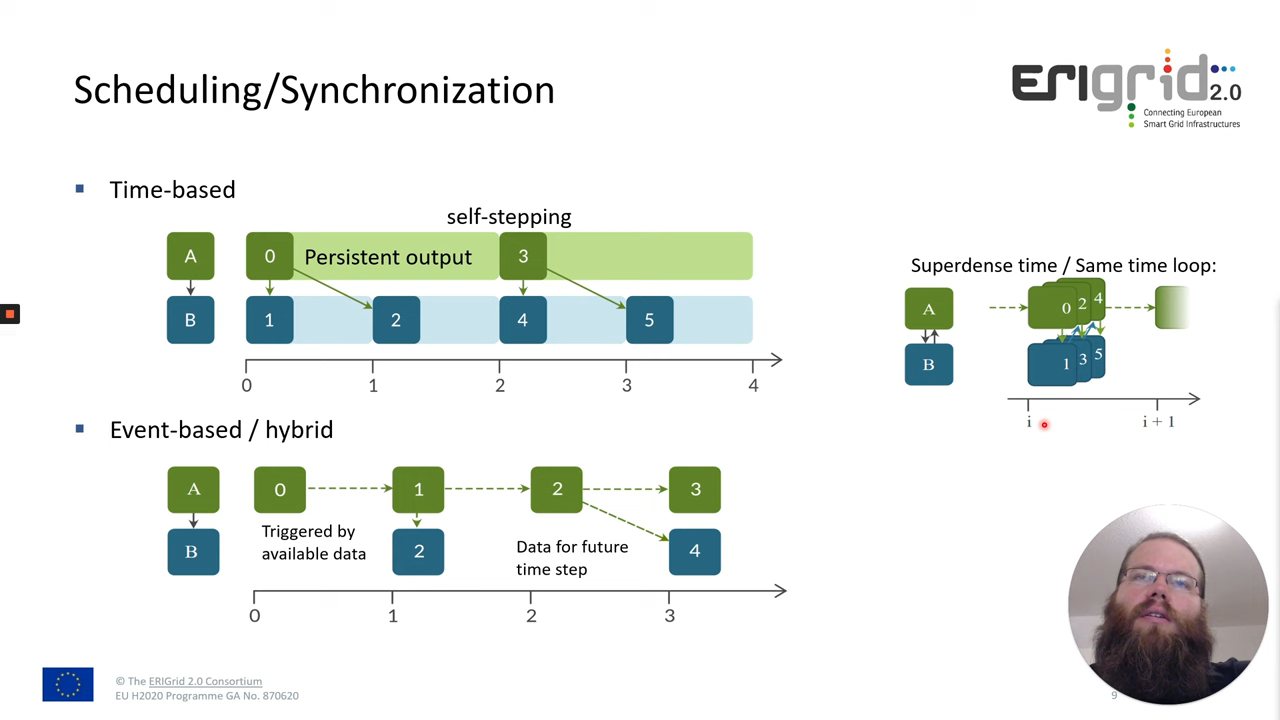 Scheduling/Synchronization
ERIGrid 2.0
Connecting European
Smart Grid Infrastructures
Time-based
self-stepping
A
0
Persistent output
3
B
1
2
4
5
0 1 2 3 4
Superdense time / Same time loop:
A
0 2 4
B
1 3 5
i
i + 1
Event-based / hybrid
A
0
1
2
3
Triggered by
available data
Data for future
time step
B
2
4
0 1 2 3
© The ERIGrid 2.0 Consortium
EU H2020 Programme GA No. 870620
9